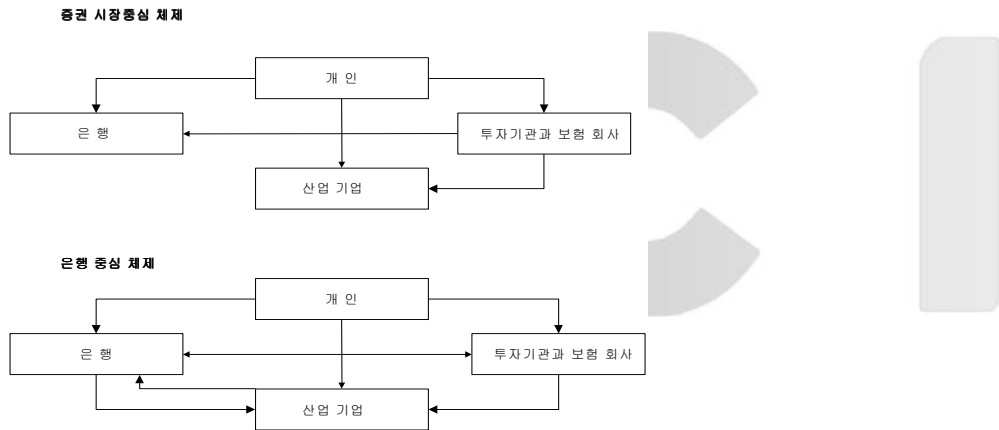 증권 시장중심 체제
개 인
은 행
투자기관과 보험 회사
산업 기업
은행 중심 체제
개 인
은 행
투자기관과 보험 회사
산업 기업